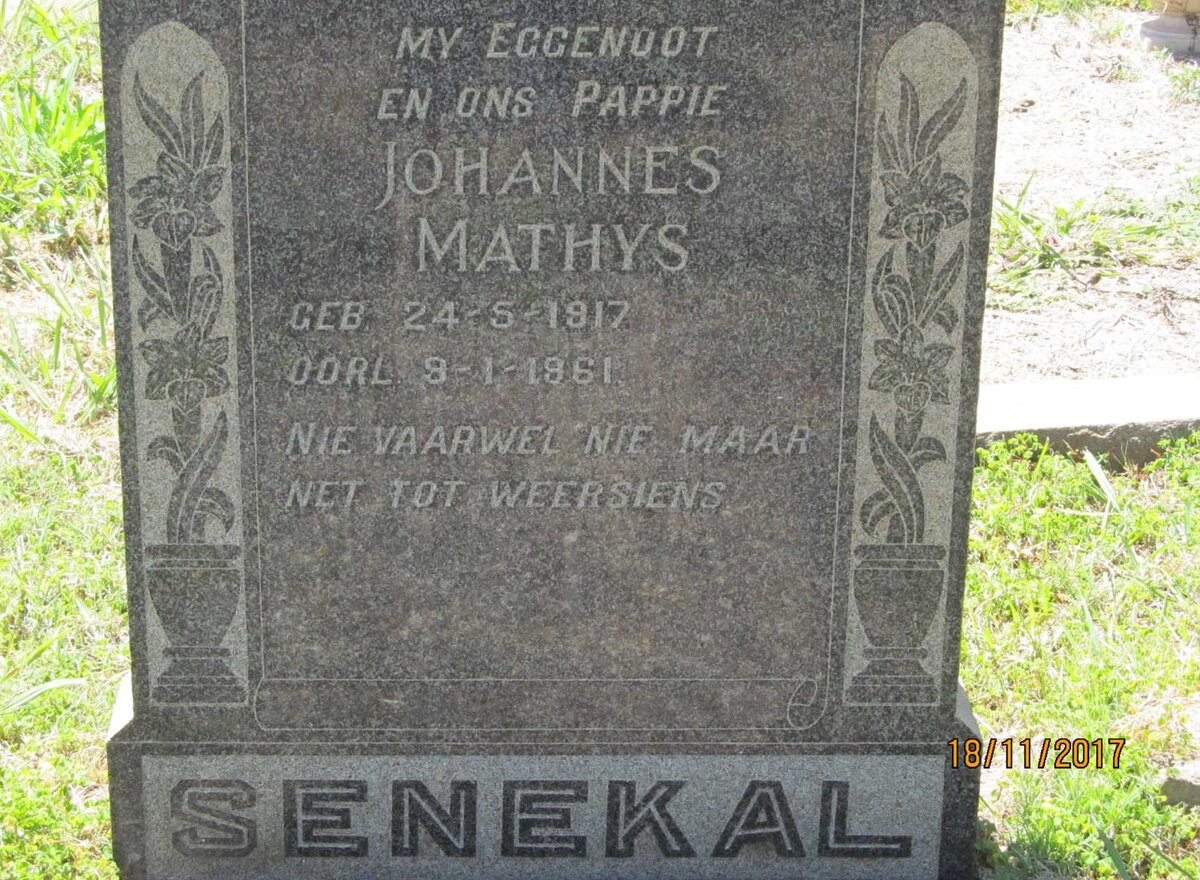 MY EGGENOOT
EN ONS PAPPIE
JOHANNES
MATHYS
GEB. 24-5-1917
OORL. 9-1-1961.
NIE VAARWEL NIE MAAR
NET TOT WEERSIENS
SENEKAL
18/11/2017